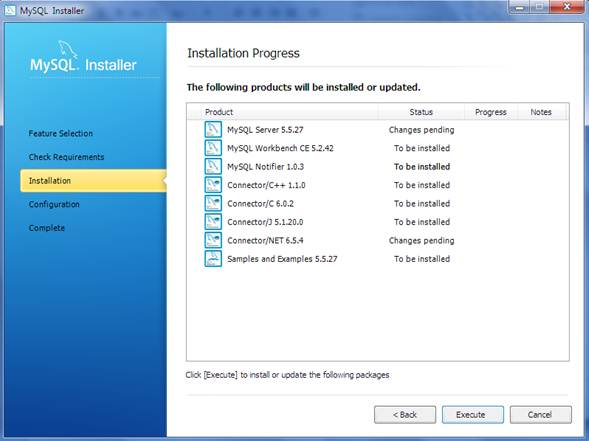 MySQL Installer
MySQL. Installer
Feature Selection
Check Requirements
Installation
Configuration
Complete
Installation Progress
The following products will be installed or updated.
Product Status Progress Notes
MySQL Server 5.5.27 Changes pending
MySQL Workbench CE 5.2.42 To be installed
MySQL Notifier 1.0.3 To be installed
Connector/C++ 1.1.0 To be installed
Connector/C 6.0.2 To be installed
Connector/J 5.1.20.0 To be installed
Connector/NET 6.5.4 Changes pending
Samples and Examples 5.5.27 To be installed
Click [Execute] to install or update the following packages
< Back Execute Cancel